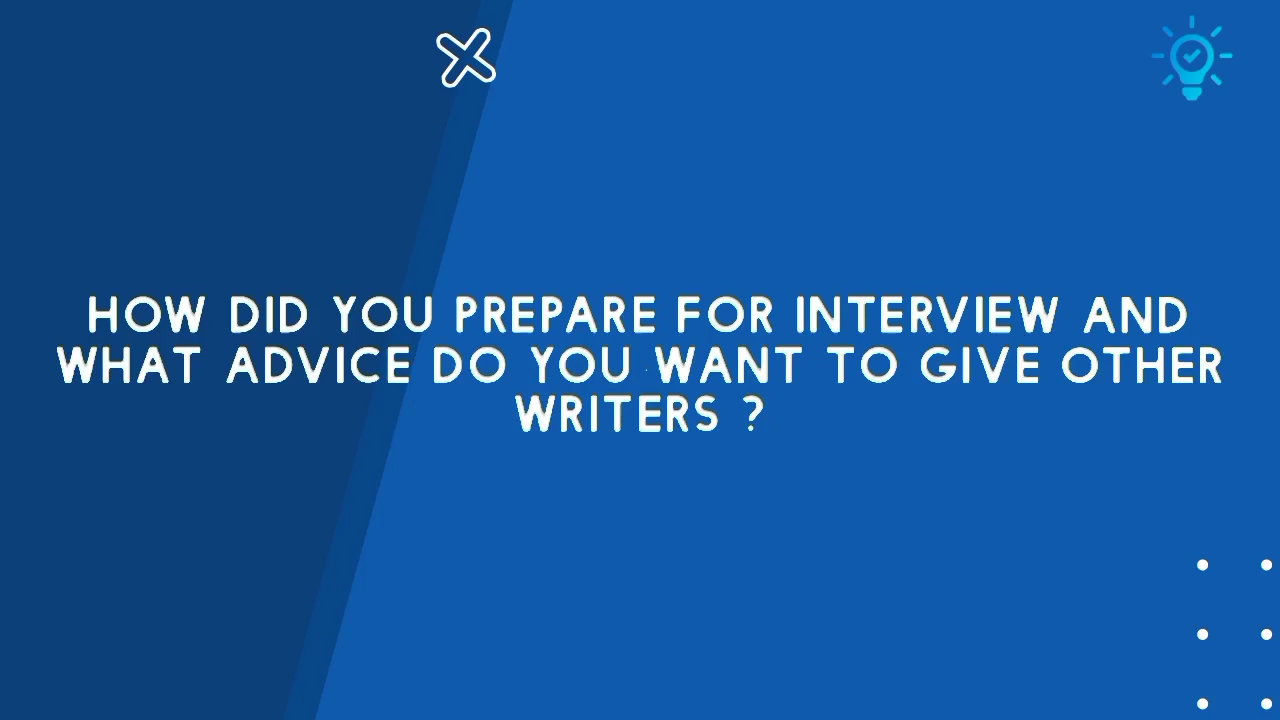 HOW DID YOU PREPARE FOR INTERVIEW AND
WHAT ADVICE DO YOU WANT TO GIVE OTHER
WRITERS ?